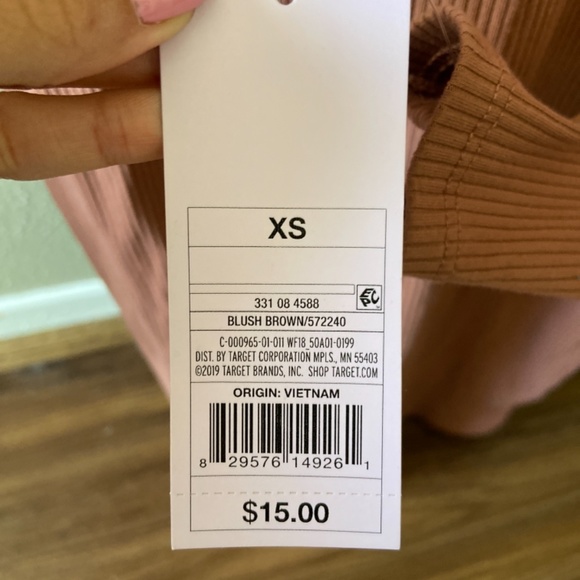 XS
331 08 4588
EPC
BLUSH BROWN/572240
C-000965-01-011 WF18_50A01-0199
DIST. BY TARGET CORPORATION MPLS., MN 55403
©2019 TARGET BRANDS, INC. SHOP TARGET.COM
ORIGIN: VIETNAM
8 29576 14926 1
$15.00